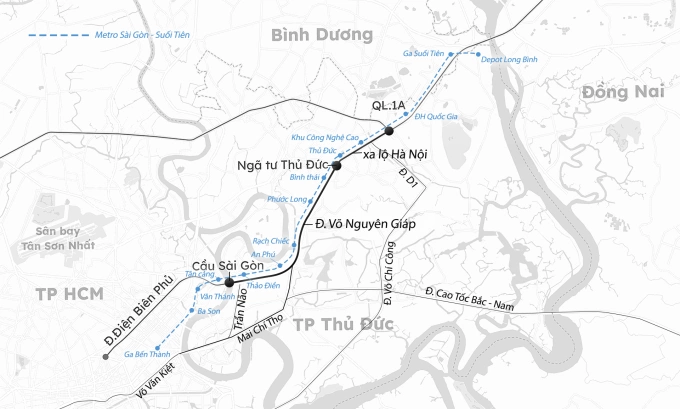 Metro Sài Gòn - Suối Tiên
Bình Dương
Ga Suối Tiên
Depot Long Bình
Đồng Nai
QL.1A
ĐH Quốc Gia
Khu Công Nghệ Cao
Thủ Đức
xa lộ Hà Nội
Ngã tư Thủ Đức
Bình thái
Đ. D1
Phước Long
Đ. Võ Nguyên Giáp
Sân bay
Tân Sơn Nhất
Rạch Chiếc
An Phú
Cầu Sài Gòn
Tân cảng
Thảo Điền
Đ. Võ Chí Công
TP HCM
Đ.Điện Biên Phủ
Văn Thánh
Ba Son
Trần Não
Mai Chí Thọ
Đ. Cao Tốc Bắc - Nam
TP Thủ Đức
Ga Bến Thành
Võ Văn Kiệt